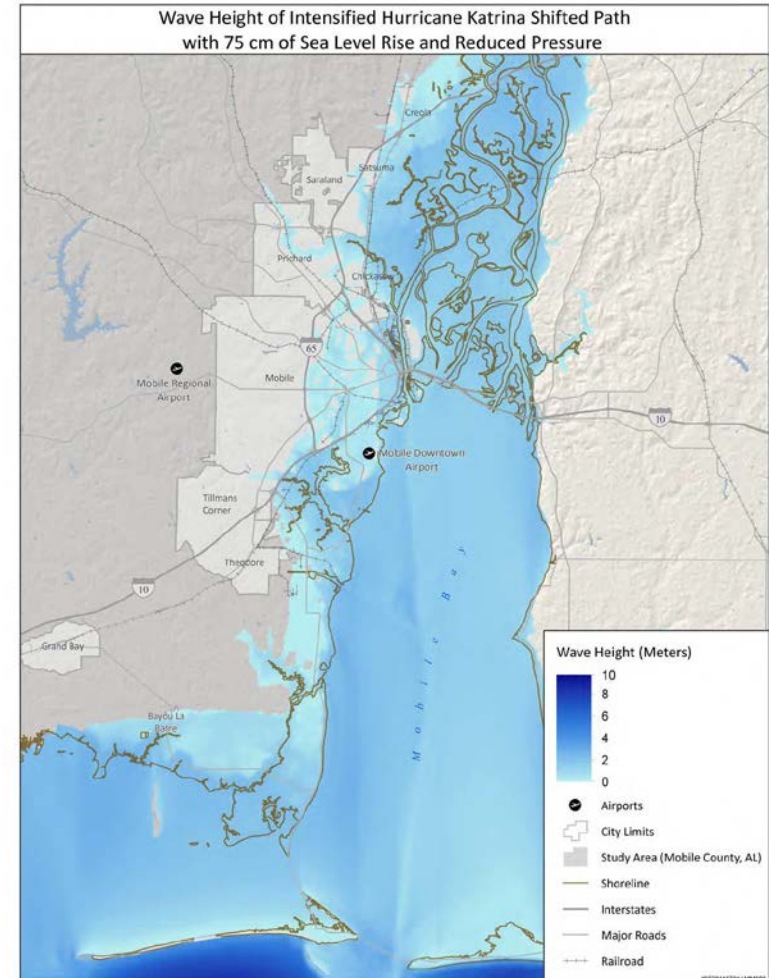 Wave Height of Intensified Hurricane Katrina Shifted Path
with 75 cm of Sea Level Rise and Reduced Pressure
Creola
Satsuma
Saraland
Prichard
Chickasaw
65
Mobile
Mobile Regional
Airport
10
Mobile Downtown
Airport
Tillmans
Corner
Theodore
10
Mobile Bay
Grand Bay
Bayou La
Batre
Wave Height (Meters)
10
8
6
4
2
0
Airports
City Limits
Study Area (Mobile County, AL)
Shoreline
Interstates
Major Roads
Railroad